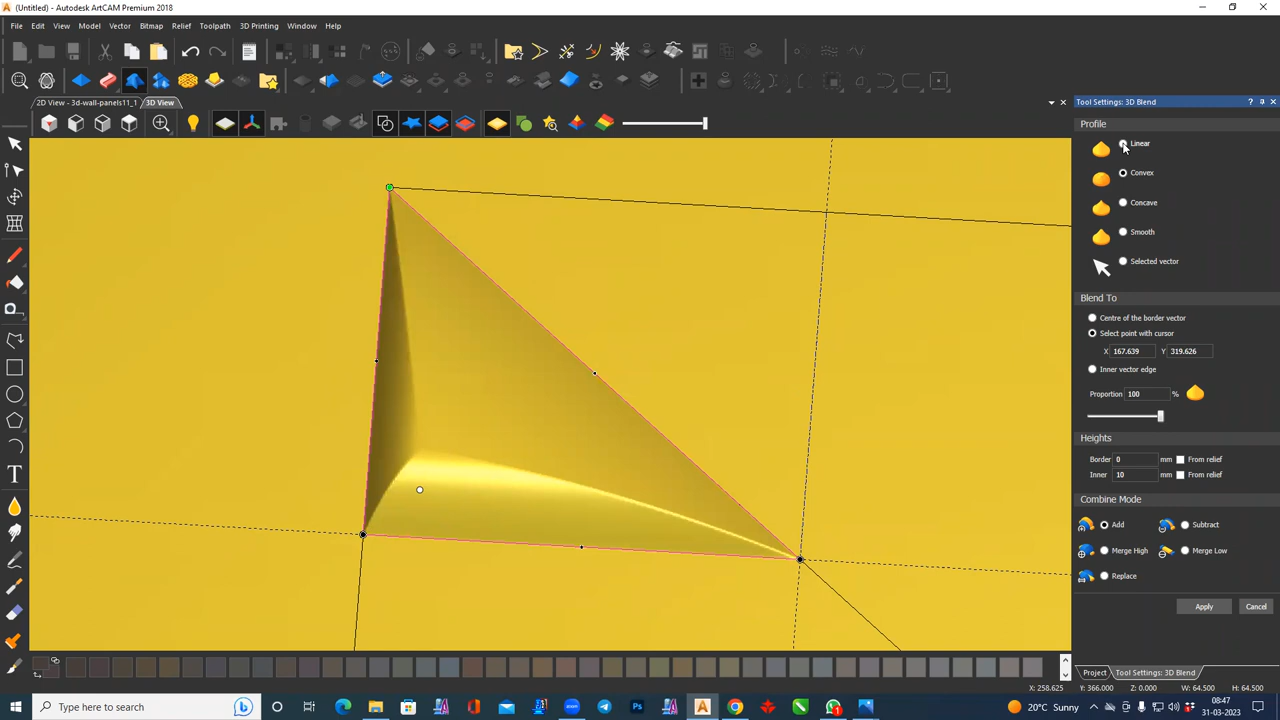 (Untitled) - Autodesk ArtCAM Premium 2018
File Edit View Model Vector Bitmap Relief Toolpath 3D Printing Window Help
2D View - 3d-wall-panels11_1 3D View
Tool Settings: 3D Blend
Profile
Linear
Convex
Concave
Smooth
Selected vector
Blend To
Centre of the border vector
Select point with cursor
X 167.639 Y 319.626
Inner vector edge
Proportion 100 %
Heights
Border 0 mm From relief
Inner 10 mm From relief
Combine Mode
Add Subtract
Merge High Merge Low
Replace
Apply Cancel
Project Tool Settings: 3D Blend
X: 258.625 Y: 366.000 Z: 0.000 W: 64.500 H: 64.500
Type here to search
zoom
Ps
20°C Sunny
08:47
31-03-2023